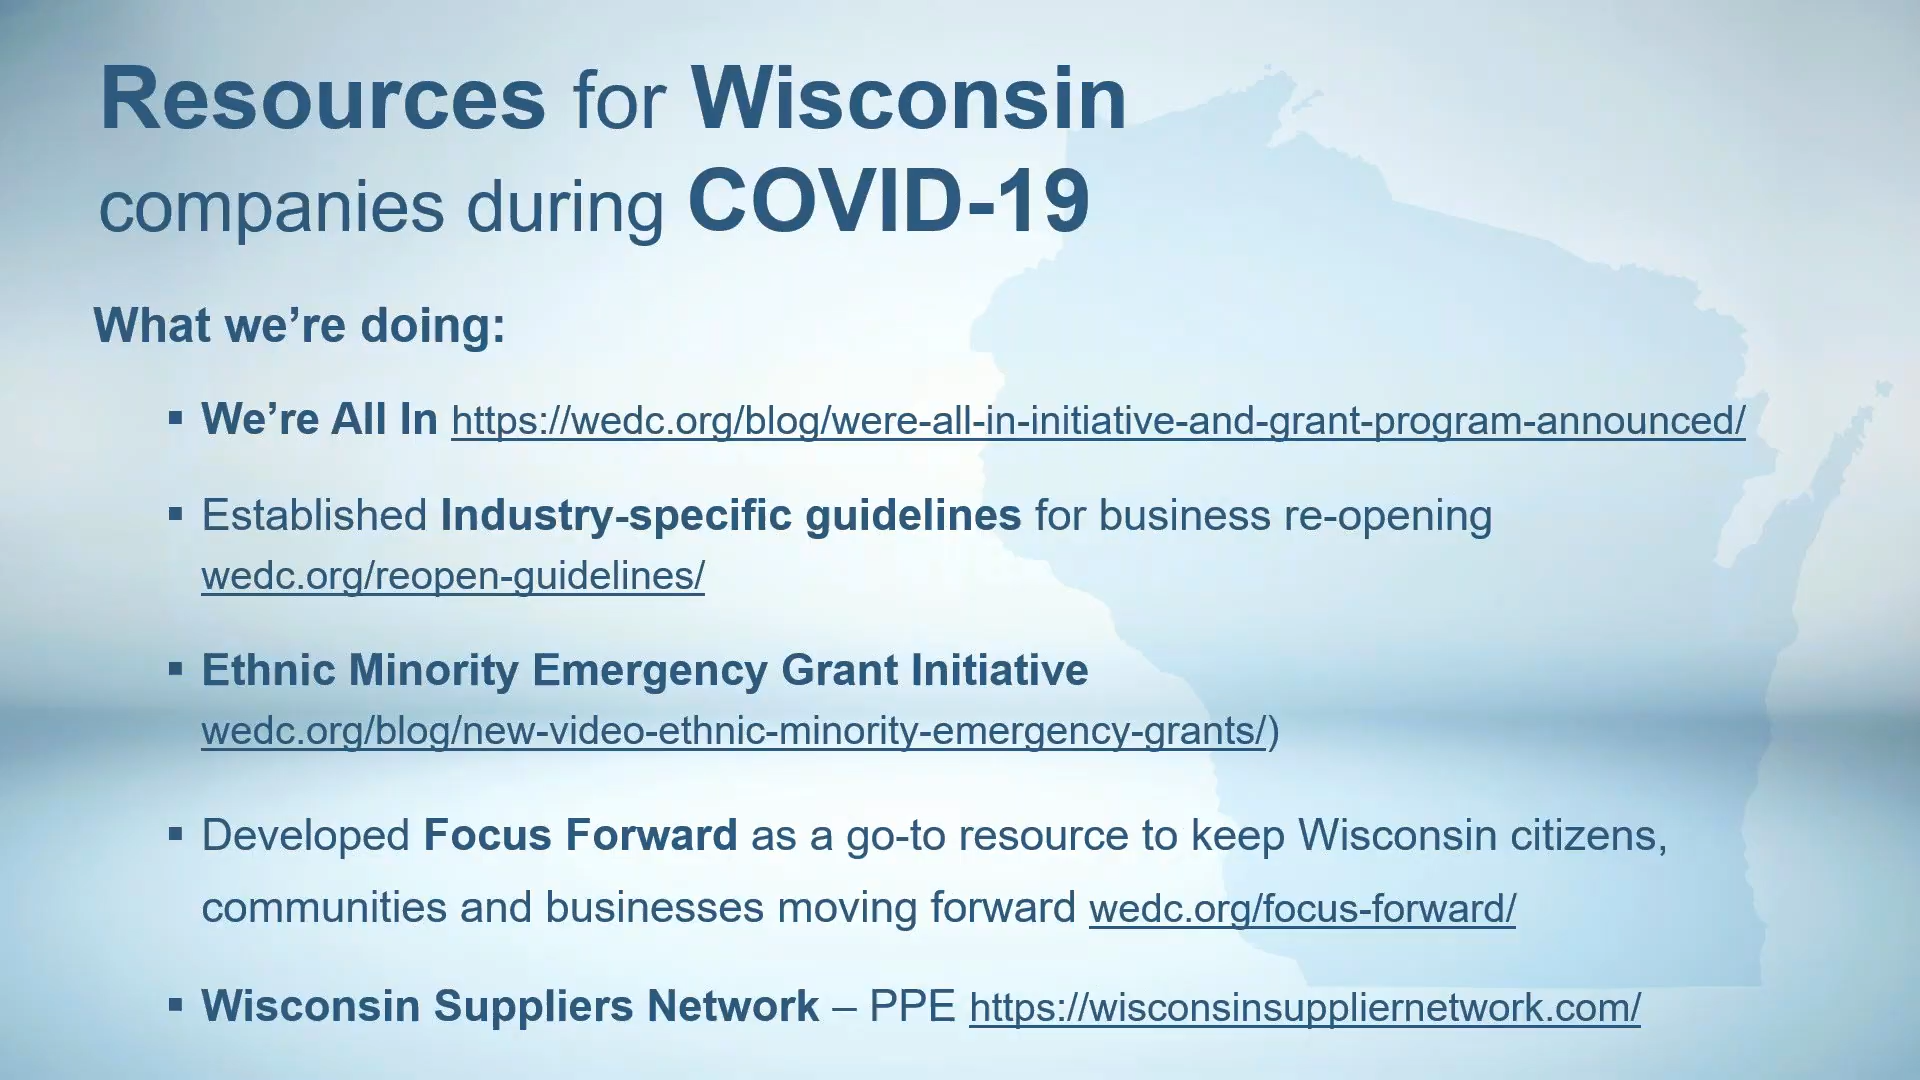 Resources for Wisconsin
companies during COVID-19
What we’re doing:
▪ We’re All In https://wedc.org/blog/were-all-in-initiative-and-grant-program-announced/
▪ Established Industry-specific guidelines for business re-opening
wedc.org/reopen-guidelines/
▪ Ethnic Minority Emergency Grant Initiative
wedc.org/blog/new-video-ethnic-minority-emergency-grants/)
▪ Developed Focus Forward as a go-to resource to keep Wisconsin citizens,
communities and businesses moving forward wedc.org/focus-forward/
▪ Wisconsin Suppliers Network – PPE https://wisconsinsuppliernetwork.com/